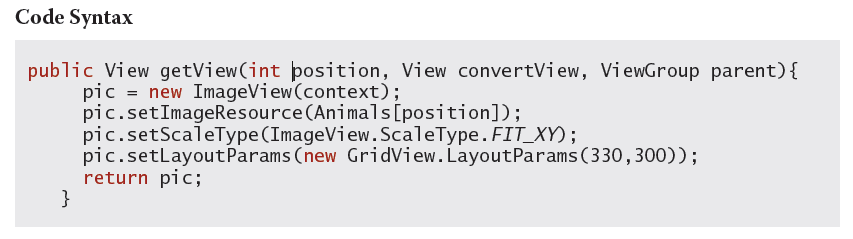 Code Syntax
public View getView(int position, View convertView, ViewGroup parent){
pic = new ImageView(context);
pic.setImageResource(Animals[position]);
pic.setScaleType(ImageView.ScaleType.FIT_XY);
pic.setLayoutParams(new GridView.LayoutParams(330,300));
return pic;
}